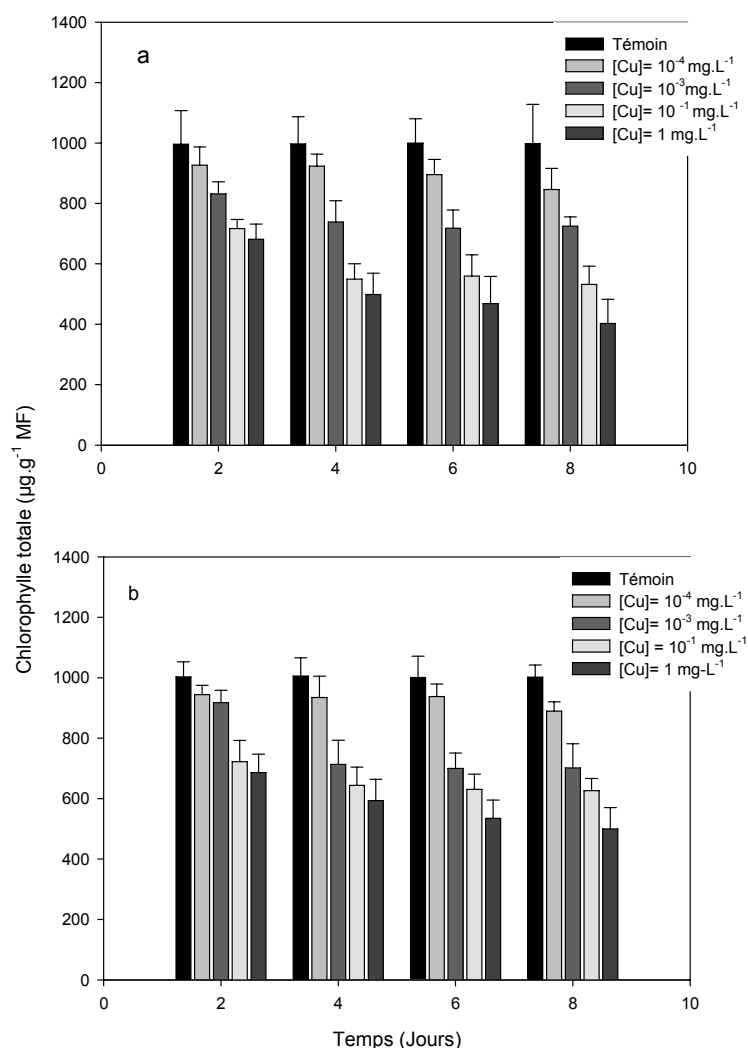 1400
1200
1000
800
600
400
200
0
a
Témoin
[Cu]= 10⁻⁴ mg.L⁻¹
[Cu]= 10⁻³mg.L⁻¹
[Cu]= 10 ⁻¹ mg.L⁻¹
[Cu]= 1 mg.L⁻¹
0 2 4 6 8 10
Chlorophylle totale (µg.g⁻¹ MF)
1400
1200
1000
800
600
400
200
0
b
Témoin
[Cu]= 10⁻⁴ mg.L⁻¹
[Cu]= 10⁻³ mg.L⁻¹
[Cu] = 10⁻¹ mg.L⁻¹
[Cu]= 1 mg-L⁻¹
0 2 4 6 8 10
Temps (Jours)